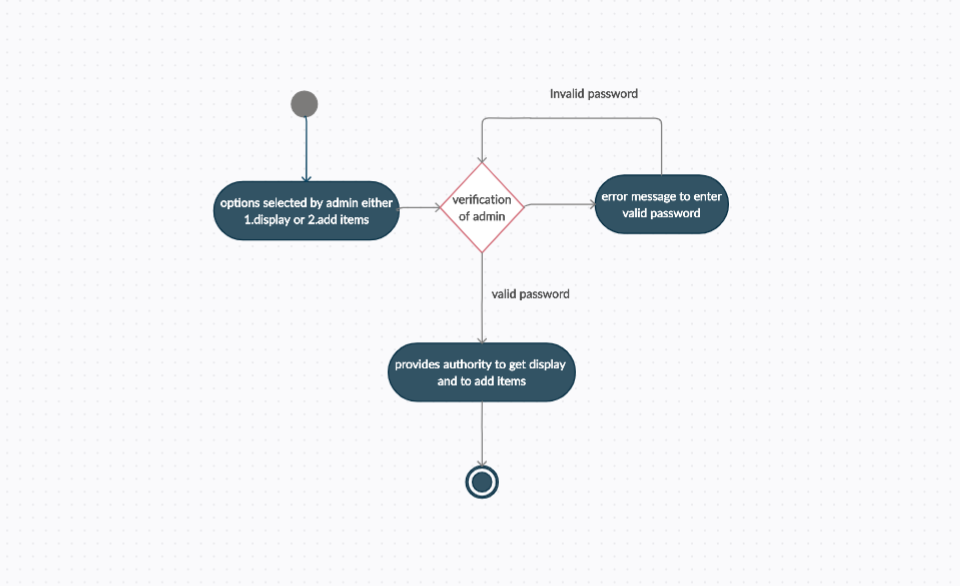 Invalid password
options selected by admin either
1.display or 2.add items
verification
of admin
error message to enter
valid password
valid password
provides authority to get display
and to add items